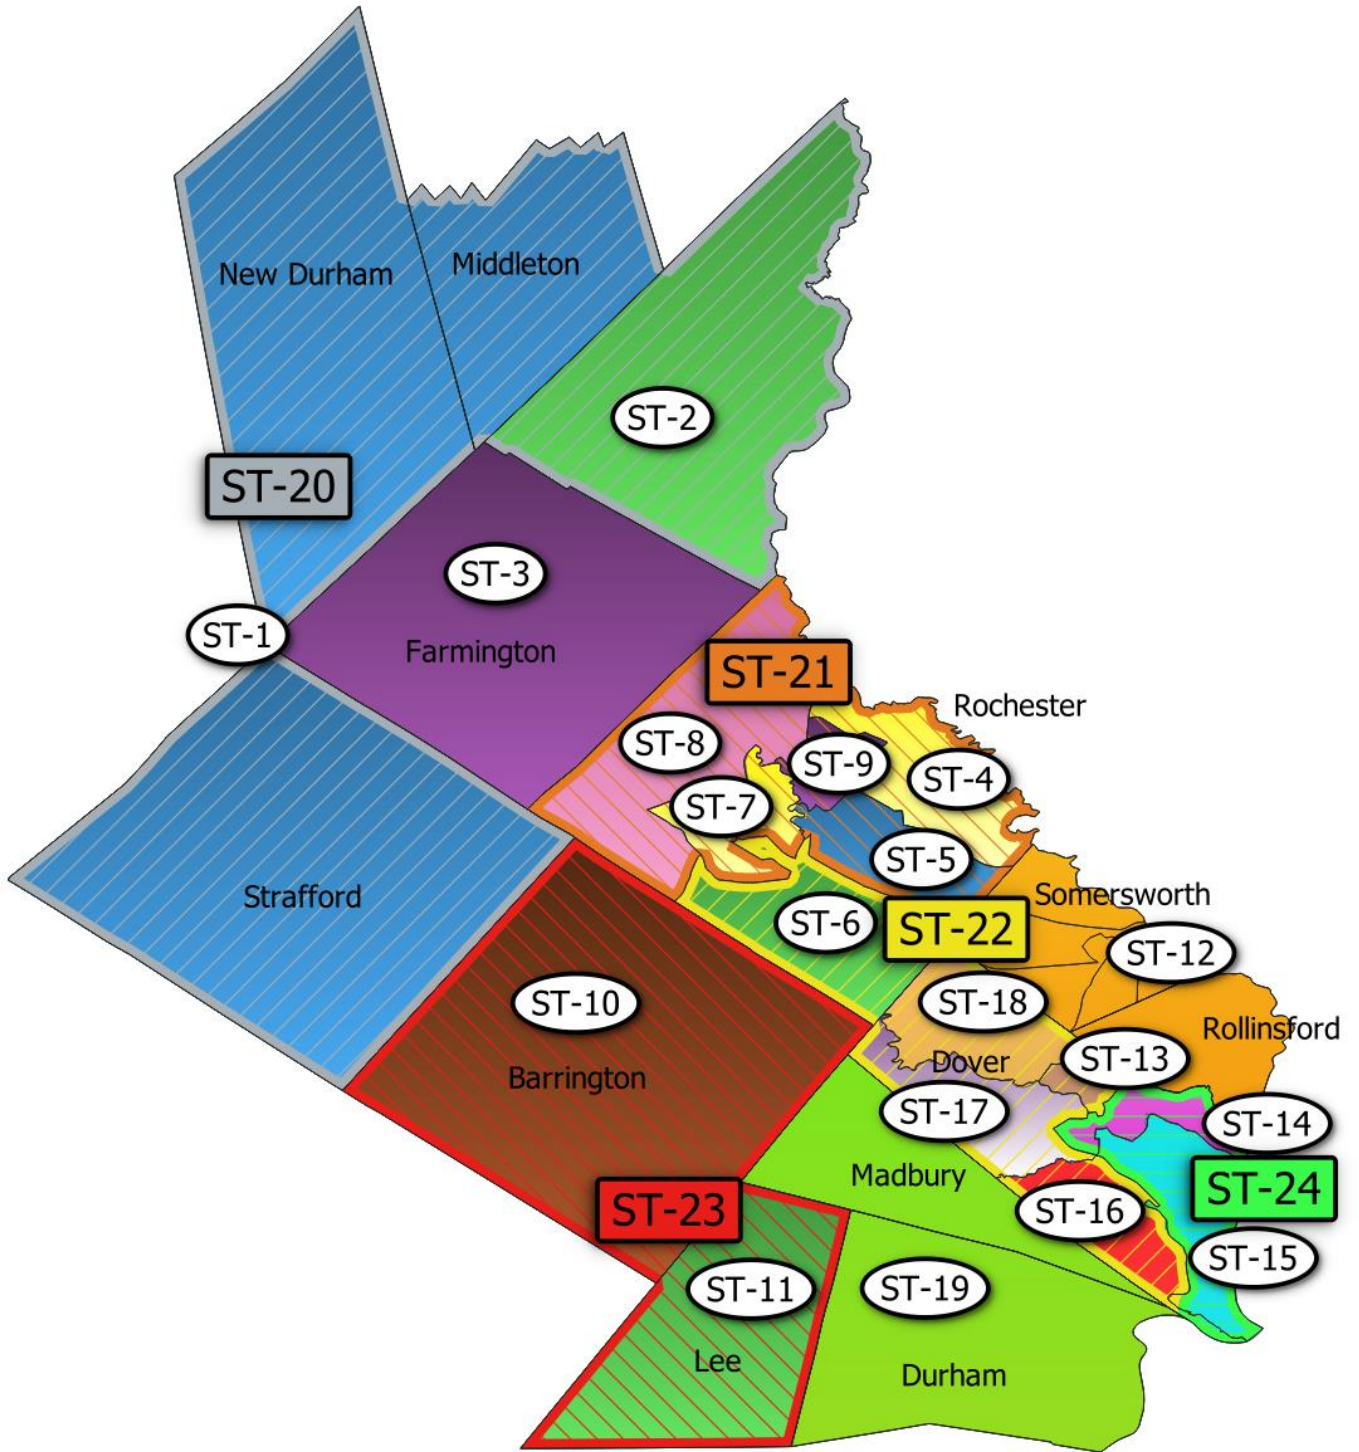 New Durham
Middleton
ST-2
ST-20
ST-3
ST-1
Farmington
ST-21
Rochester
ST-8
ST-9
ST-4
ST-7
ST-5
Strafford
Somersworth
ST-6
ST-22
ST-12
ST-10
ST-18
Rollinsford
Dover
ST-13
Barrington
ST-17
ST-14
Madbury
ST-24
ST-23
ST-16
ST-15
ST-11
ST-19
Lee
Durham